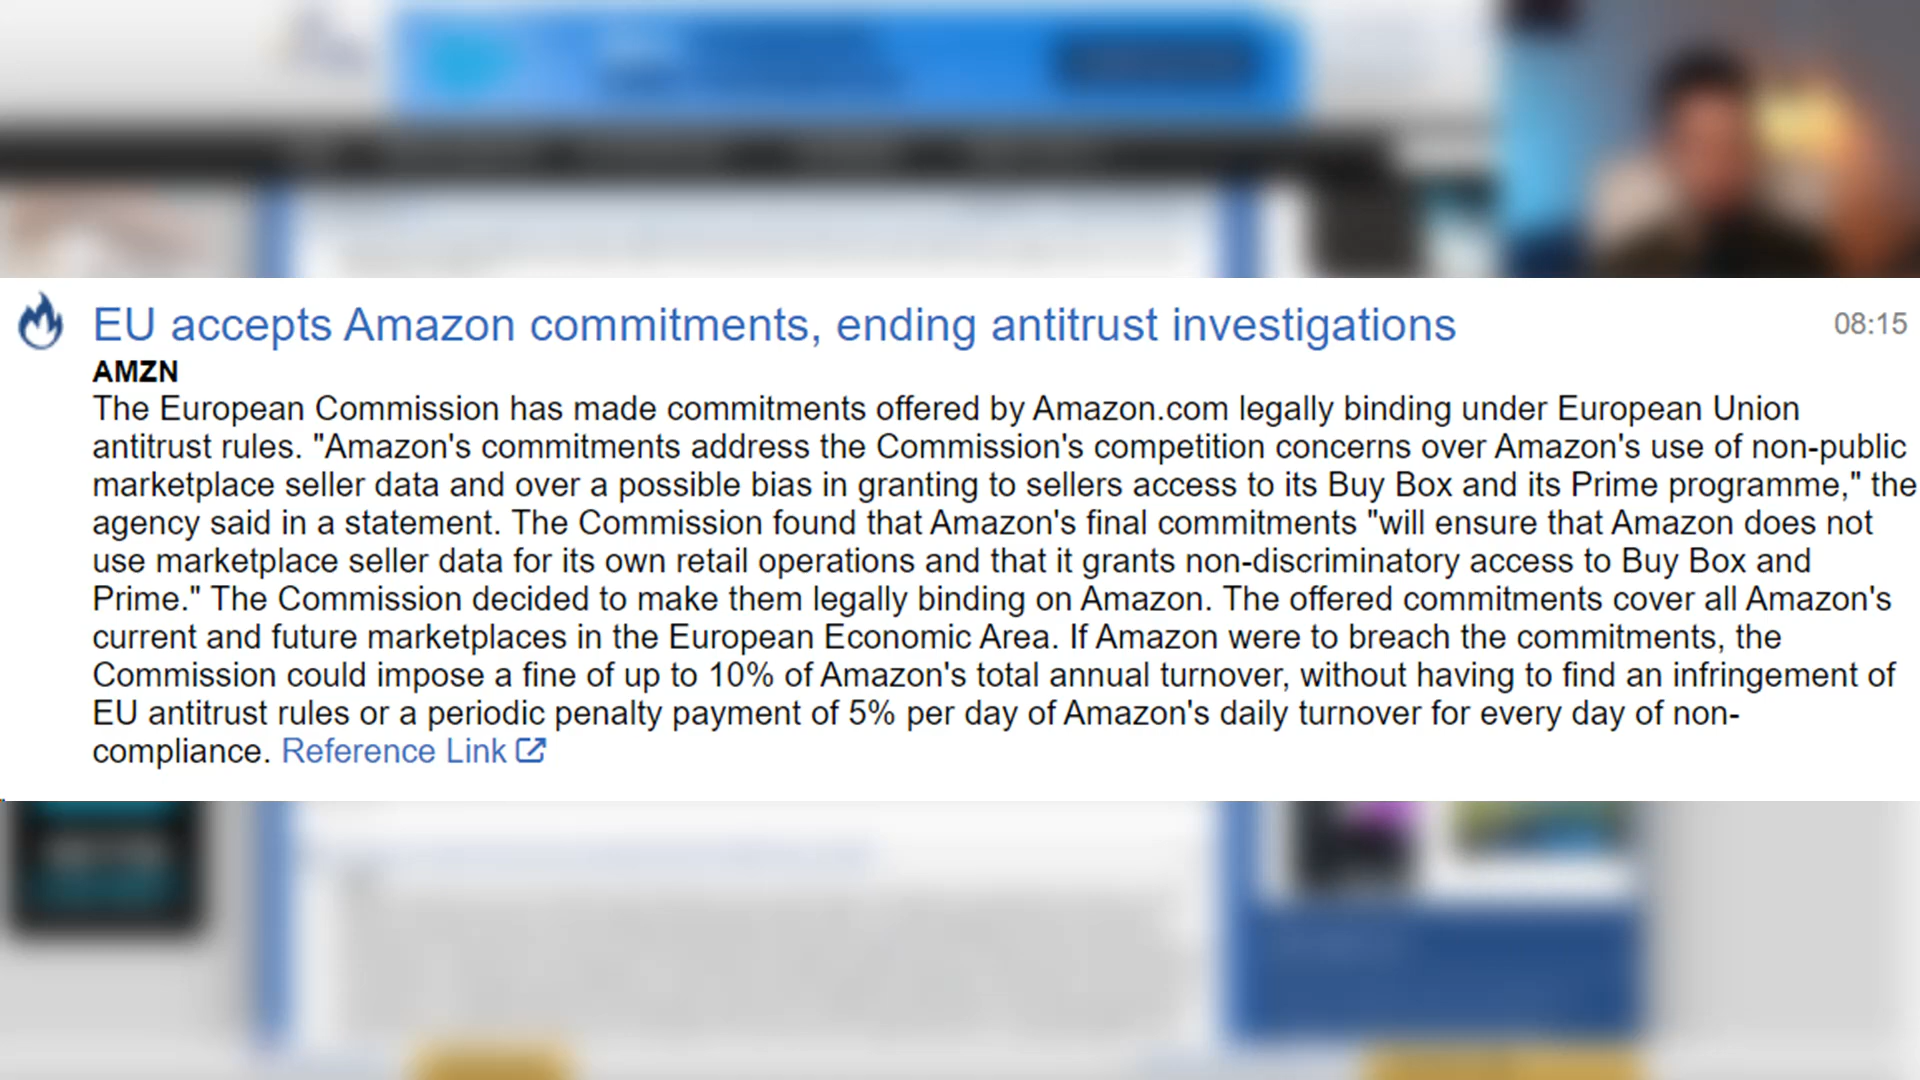 EU accepts Amazon commitments, ending antitrust investigations
08:15
AMZN
The European Commission has made commitments offered by Amazon.com legally binding under European Union
antitrust rules. "Amazon's commitments address the Commission's competition concerns over Amazon's use of non-public
marketplace seller data and over a possible bias in granting to sellers access to its Buy Box and its Prime programme," the
agency said in a statement. The Commission found that Amazon's final commitments "will ensure that Amazon does not
use marketplace seller data for its own retail operations and that it grants non-discriminatory access to Buy Box and
Prime." The Commission decided to make them legally binding on Amazon. The offered commitments cover all Amazon's
current and future marketplaces in the European Economic Area. If Amazon were to breach the commitments, the
Commission could impose a fine of up to 10% of Amazon's total annual turnover, without having to find an infringement of
EU antitrust rules or a periodic penalty payment of 5% per day of Amazon's daily turnover for every day of non-
compliance. Reference Link